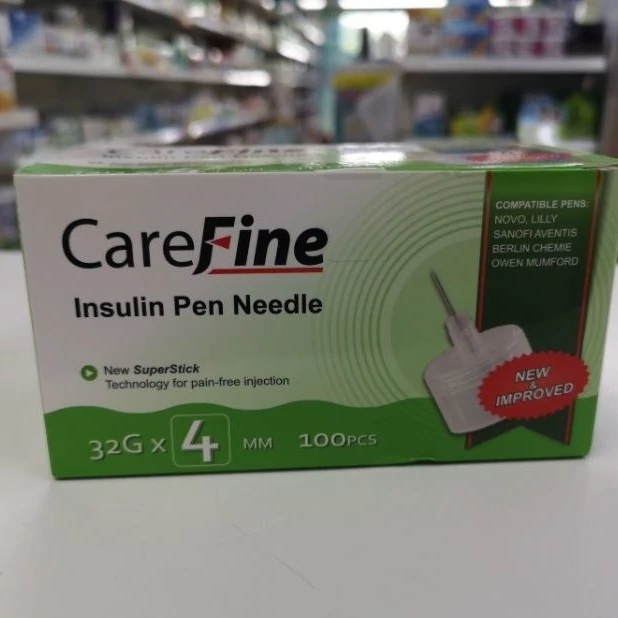 CareFine
Insulin Pen Needle
New SuperStick
Technology for pain-free injection
32G x 4 MM 100PCS
COMPATIBLE PENS:
NOVO, LILLY
SANOFI AVENTIS
BERLIN CHEMIE
OWEN MUMFORD
NEW
&
IMPROVED